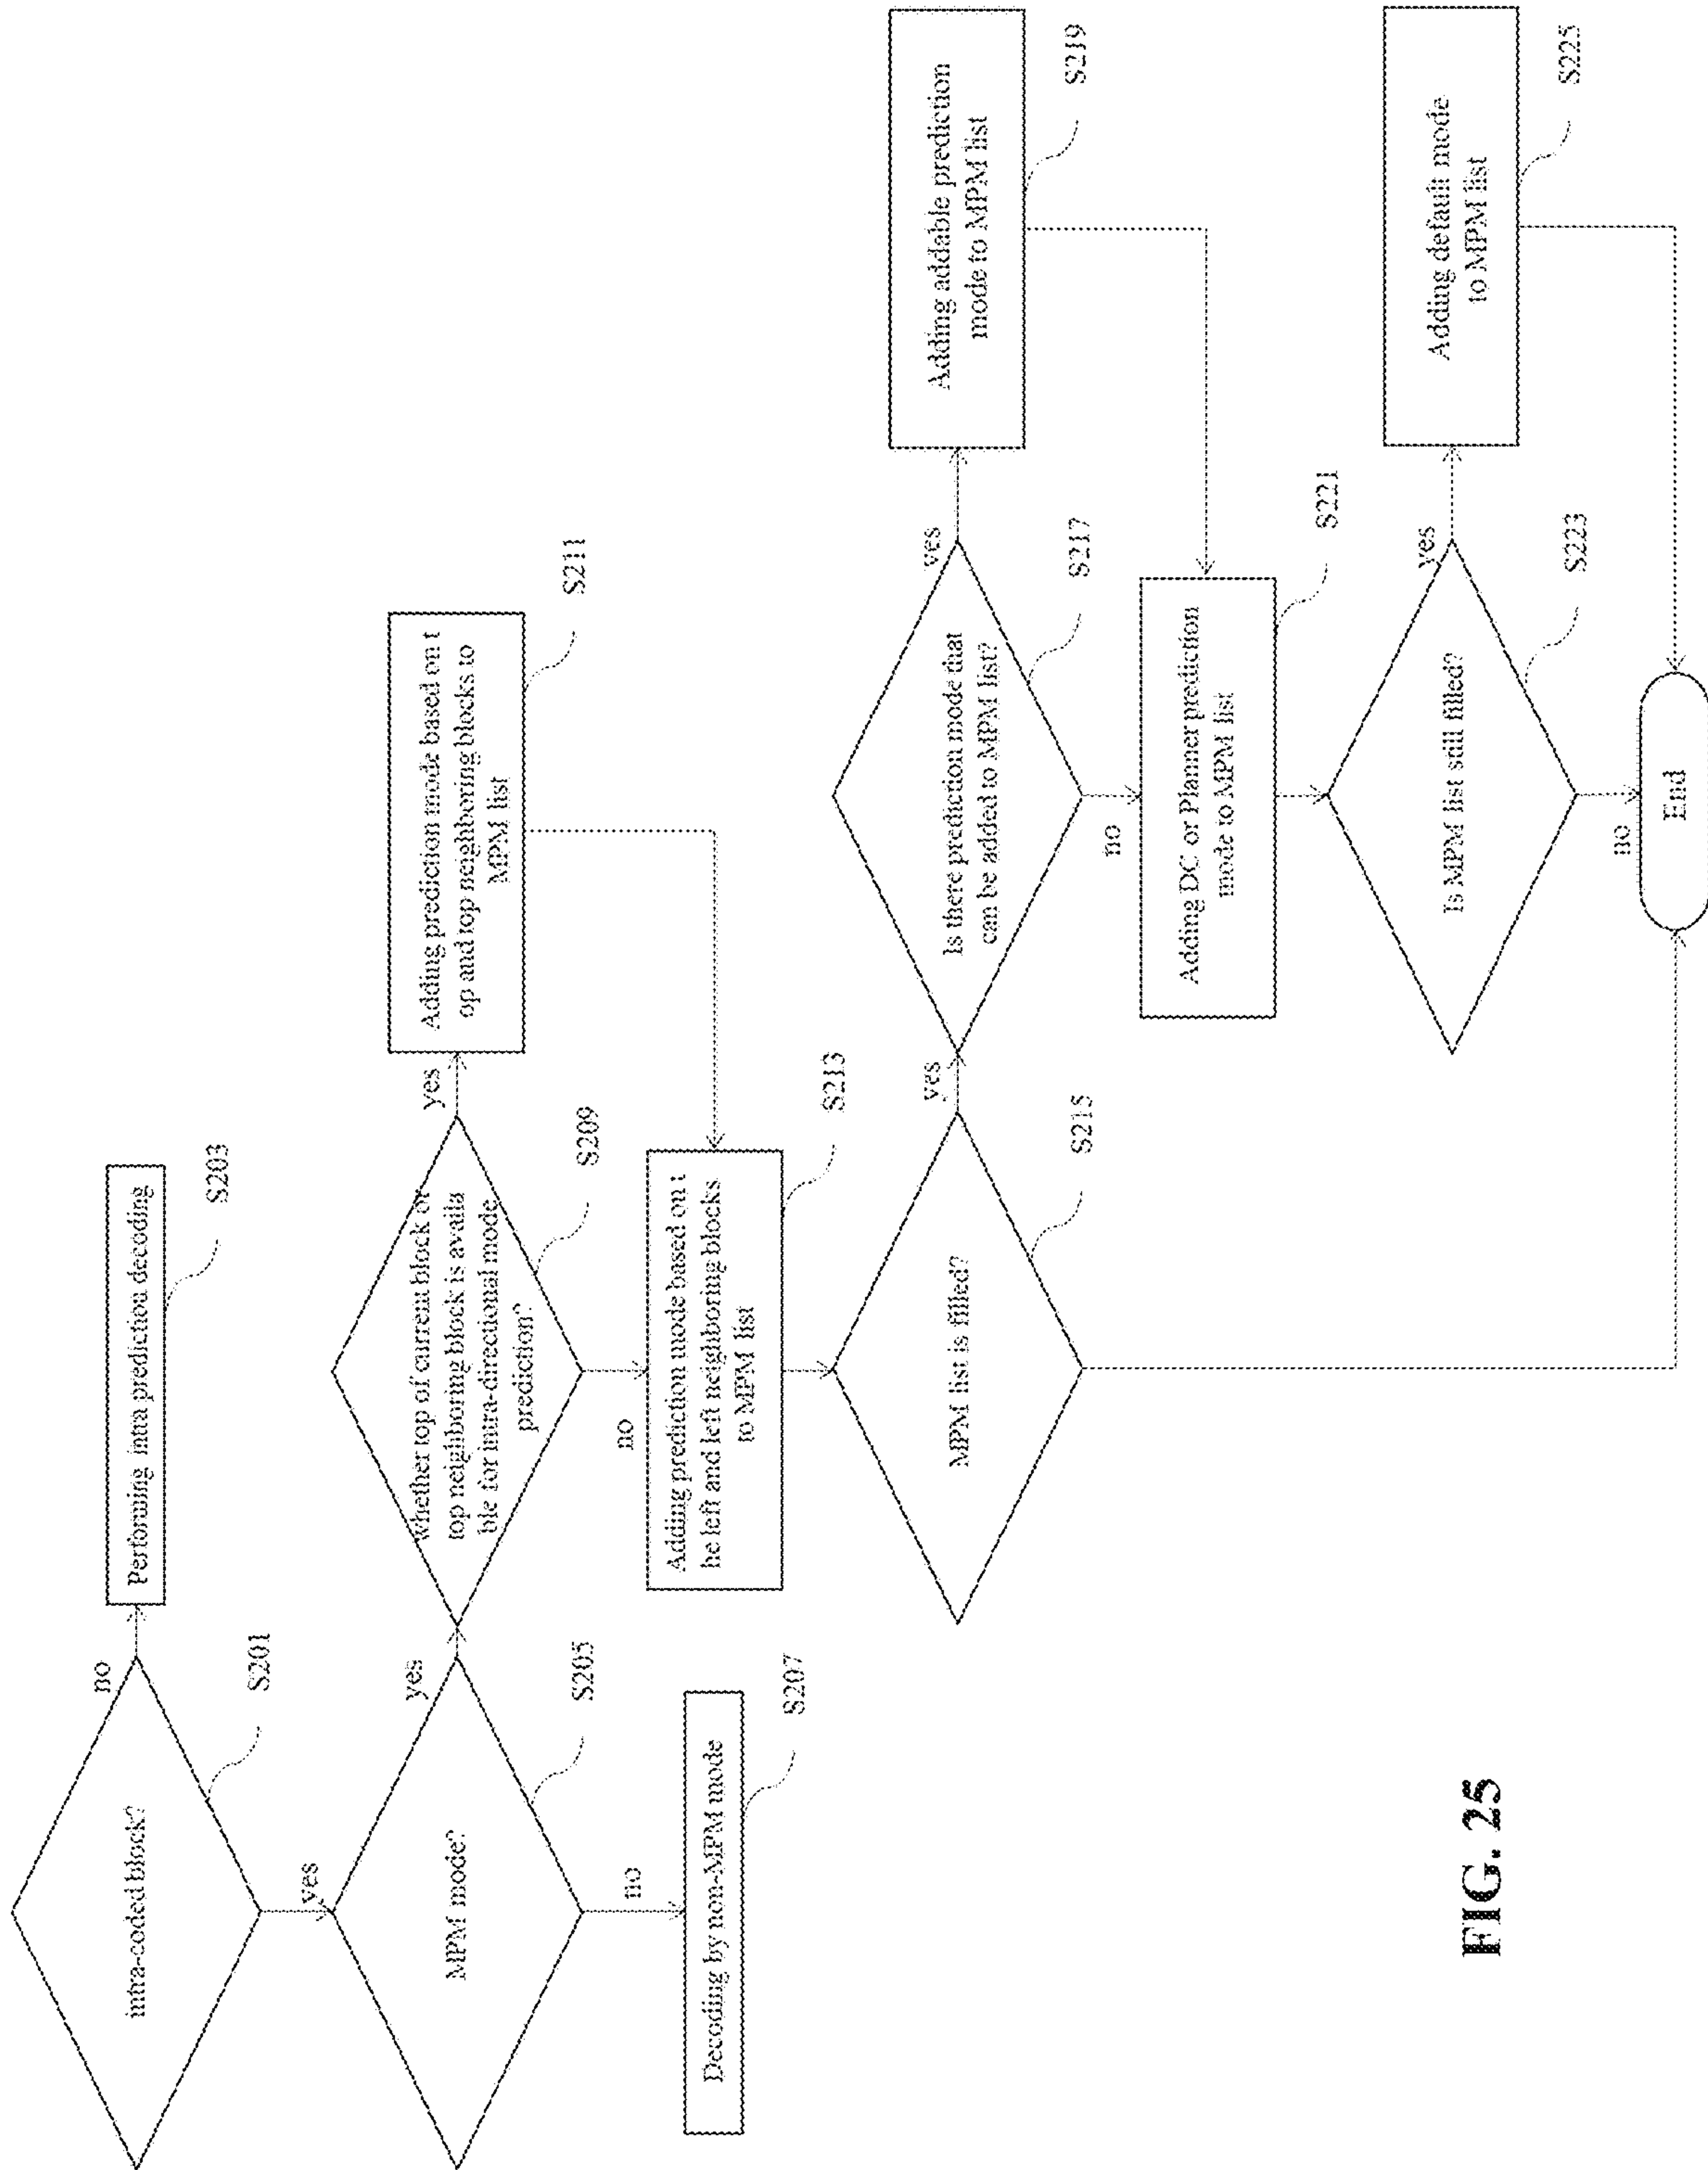 intra-coded block?
no
S201
Performing intra prediction decoding
S203
yes
MPM mode?
yes
S205
no
Decoding by non-MPM mode
S207
whether top of current block or
top neighboring block is availa
ble for intra-directional mode
prediction?
yes
S209
Adding prediction mode based on t
op and top neighboring blocks to
MPM list
S211
no
Adding prediction mode based on t
he left and left neighboring blocks
to MPM list
S213
MPM list is filled?
yes
S215
Is there prediction mode that
can be added to MPM list?
yes
S217
Adding addable prediction
mode to MPM list
S219
no
Adding DC or Planner prediction
mode to MPM list
S221
Is MPM list still filled?
yes
S223
Adding default mode
to MPM list
S225
no
End
FIG. 25